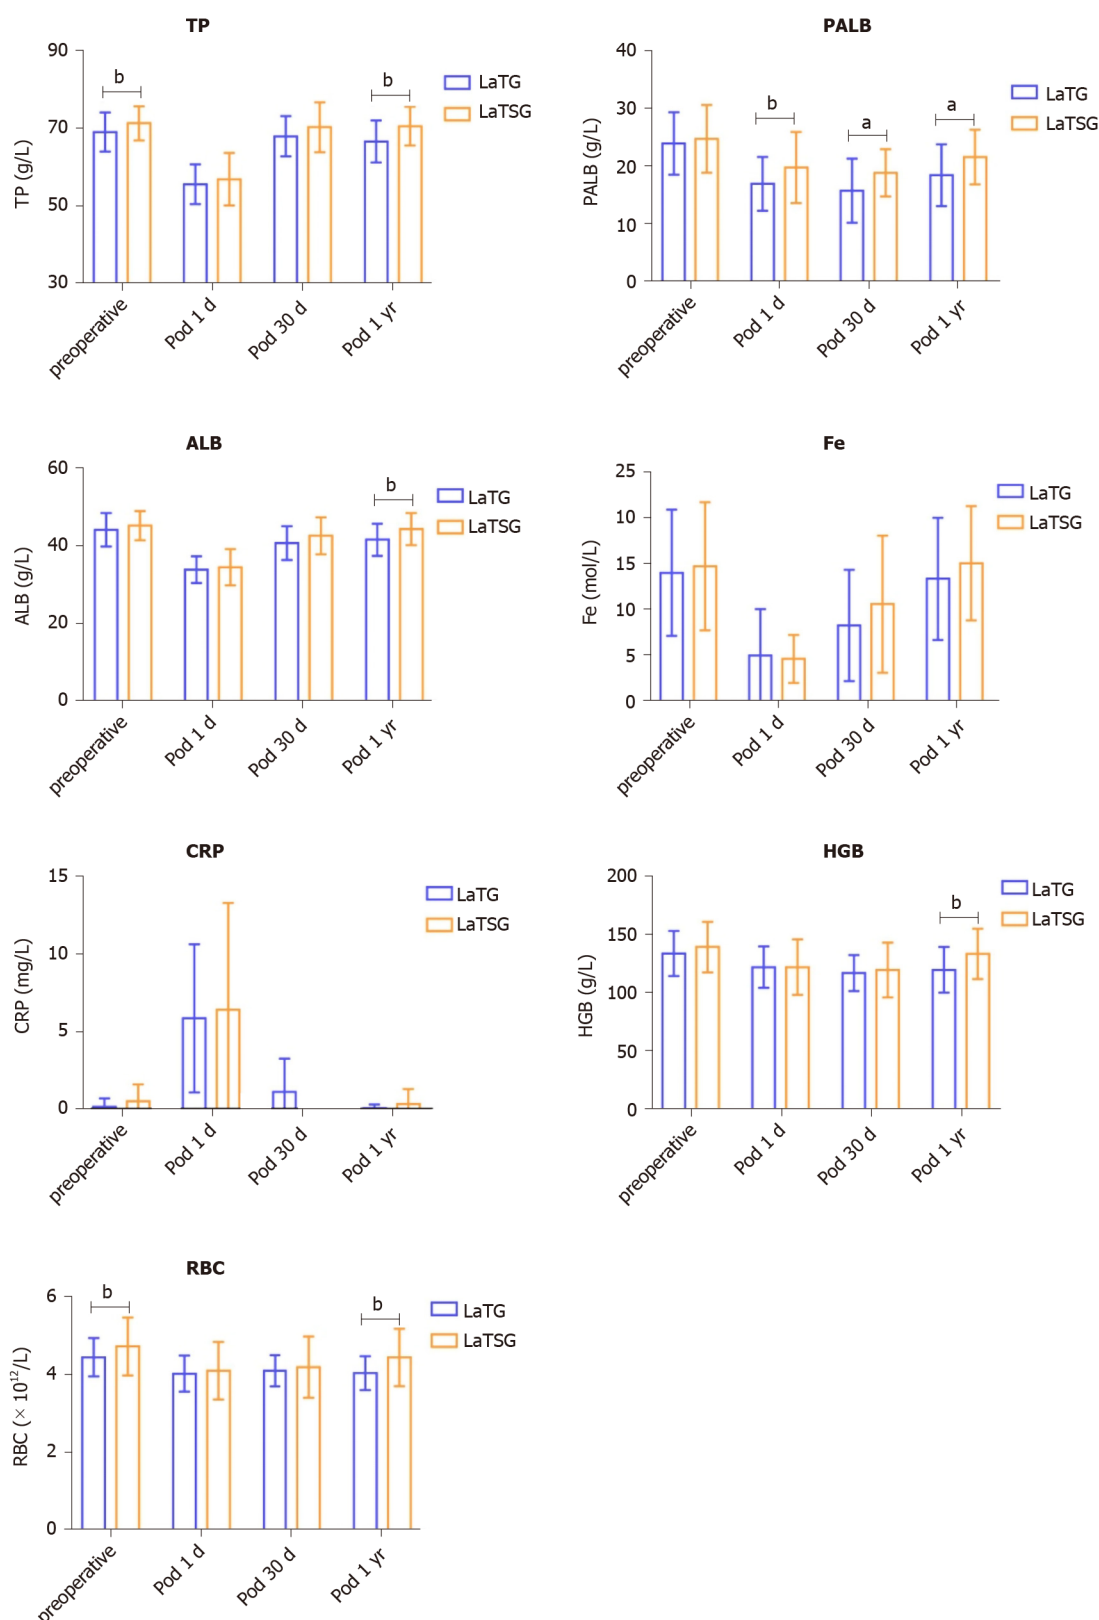 TP
90
70
50
30
TP (g/L)
b
b
LaTG
LaTSG
preoperative
Pod 1 d
Pod 30 d
Pod 1 yr
PALB
40
30
20
10
0
PALB (g/L)
b
a
a
LaTG
LaTSG
preoperative
Pod 1 d
Pod 30 d
Pod 1 yr
ALB
60
40
20
0
ALB (g/L)
b
LaTG
LaTSG
preoperative
Pod 1 d
Pod 30 d
Pod 1 yr
Fe
25
10
15
10
5
0
Fe (mol/L)
LaTG
LaTSG
preoperative
Pod 1 d
Pod 30 d
Pod 1 yr
CRP
15
10
5
0
CRP (mg/L)
LaTG
LaTSG
preoperative
Pod 1 d
Pod 30 d
Pod 1 yr
HGB
200
150
100
50
0
HGB (g/L)
b
LaTG
LaTSG
preoperative
Pod 1 d
Pod 30 d
Pod 1 yr
RBC
6
4
2
0
RBC (× 10¹²/L)
b
b
LaTG
LaTSG
preoperative
Pod 1 d
Pod 30 d
Pod 1 yr